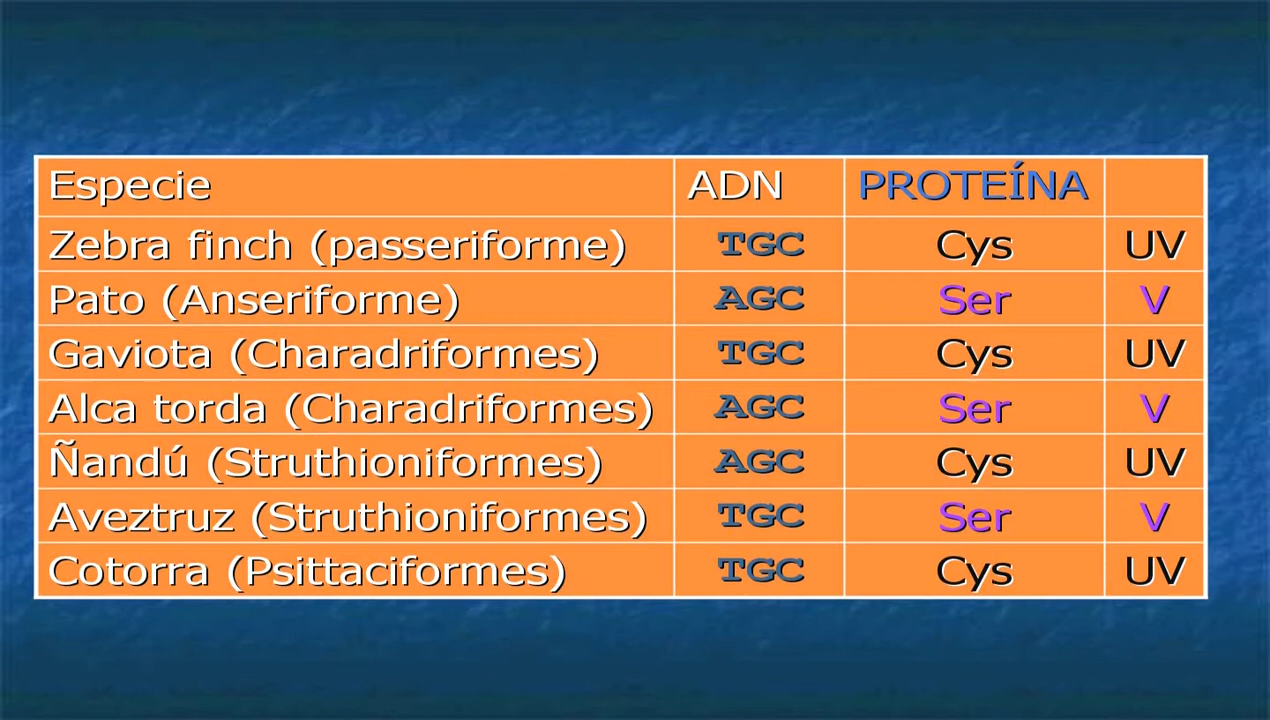 Especie ADN PROTEÍNA
Zebra finch (passeriforme) TGC Cys UV
Pato (Anseriforme) AGC Ser V
Gaviota (Charadriformes) TGC Cys UV
Alca torda (Charadriformes) AGC Ser V
Ñandú (Struthioniformes) AGC Cys UV
Aveztruz (Struthioniformes) TGC Ser V
Cotorra (Psittaciformes) TGC Cys UV